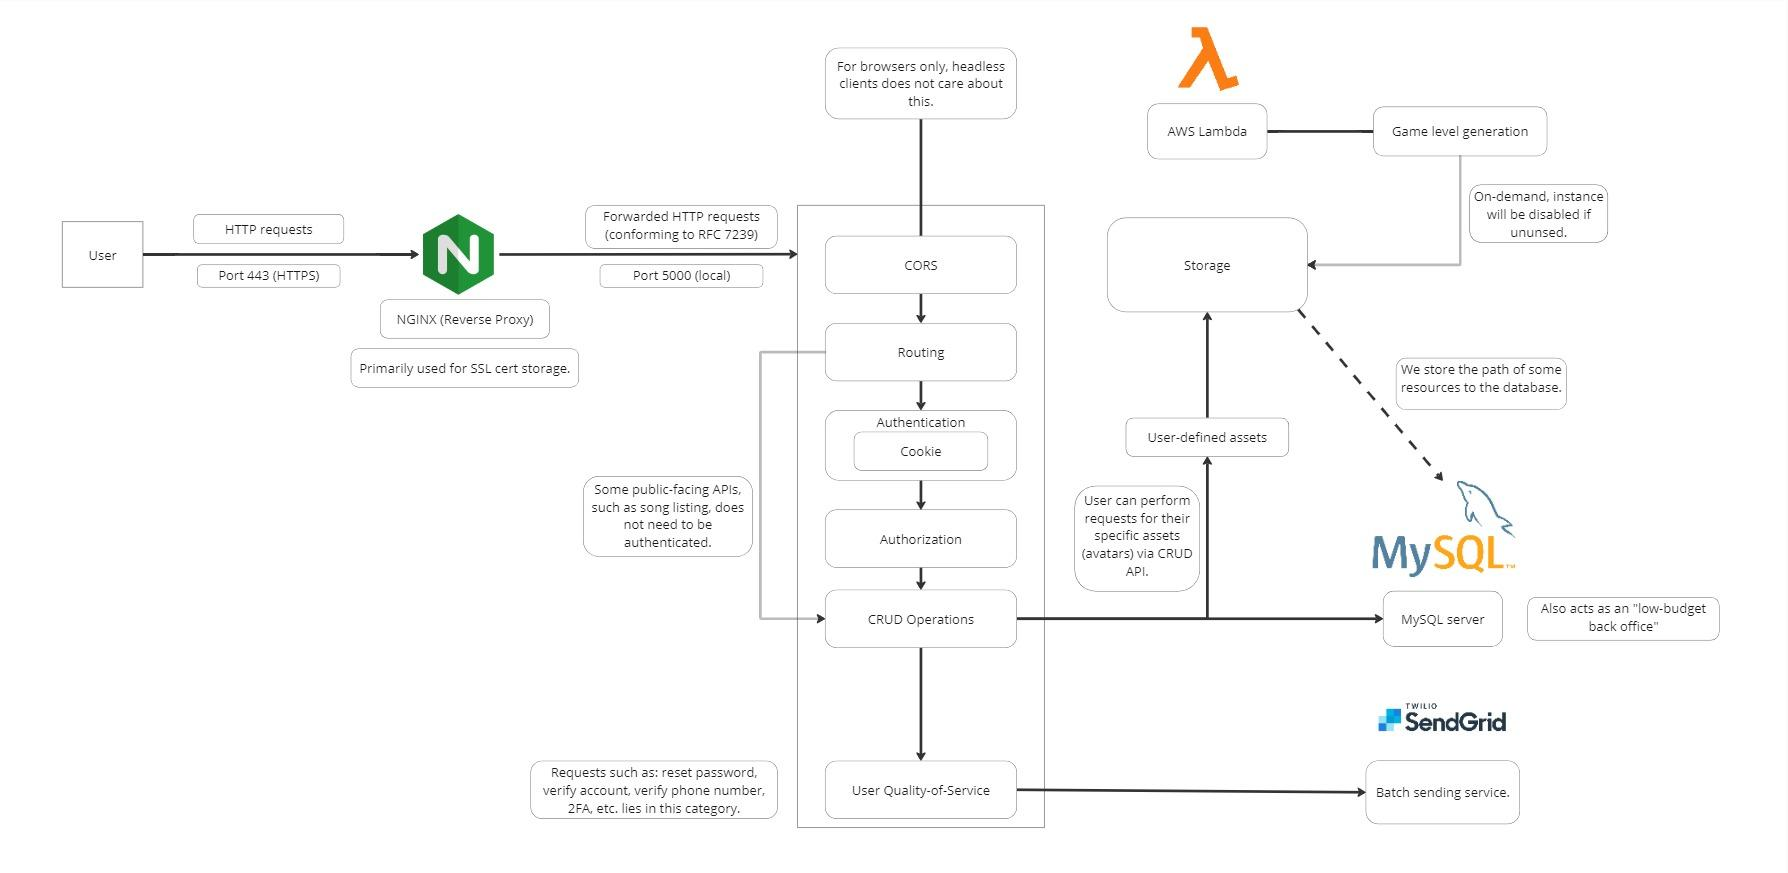 For browsers only, headless
clients does not care about
this.
AWS Lambda
Game level generation
On-demand, instance
will be disabled if
ununsed.
User
HTTP requests
Port 443 (HTTPS)
N
NGINX (Reverse Proxy)
Primarily used for SSL cert storage.
Forwarded HTTP requests
(conforming to RFC 7239)
Port 5000 (local)
CORS
Routing
Authentication
Cookie
Authorization
CRUD Operations
User Quality-of-Service
Some public-facing APIs,
such as song listing, does
not need to be
authenticated.
Requests such as: reset password,
verify account, verify phone number,
2FA, etc. lies in this category.
Storage
User-defined assets
User can perform
requests for their
specific assets
(avatars) via CRUD
API.
We store the path of some
resources to the database.
MySQL™
MySQL server
Also acts as an "low-budget
back office"
TWILIO
SendGrid
Batch sending service.